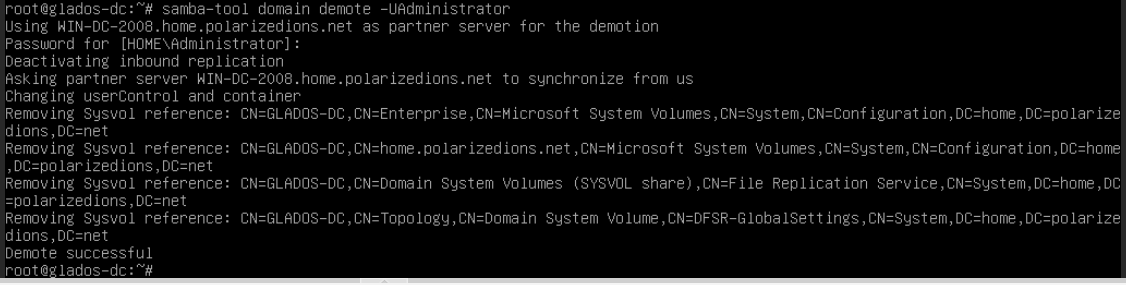 root@glados-dc:~# samba-tool domain demote -UAdministrator
Using WIN-DC-2008.home.polarizedions.net as partner server for the demotion
Password for [HOME\Administrator]:
Deactivating inbound replication
Asking partner server WIN-DC-2008.home.polarizedions.net to synchronize from us
Changing userControl and container
Removing Sysvol reference: CN=GLADOS-DC,CN=Enterprise,CN=Microsoft System Volumes,CN=System,CN=Configuration,DC=home,DC=polarize
dions,DC=net
Removing Sysvol reference: CN=GLADOS-DC,CN=home.polarizedions.net,CN=Microsoft System Volumes,CN=System,CN=Configuration,DC=home
,DC=polarizedions,DC=net
Removing Sysvol reference: CN=GLADOS-DC,CN=Domain System Volumes (SYSVOL share),CN=File Replication Service,CN=System,DC=home,DC
=polarizedions,DC=net
Removing Sysvol reference: CN=GLADOS-DC,CN=Topology,CN=Domain System Volume,CN=DFSR-GlobalSettings,CN=System,DC=home,DC=polarize
dions,DC=net
Demote successful
root@glados-dc:~#